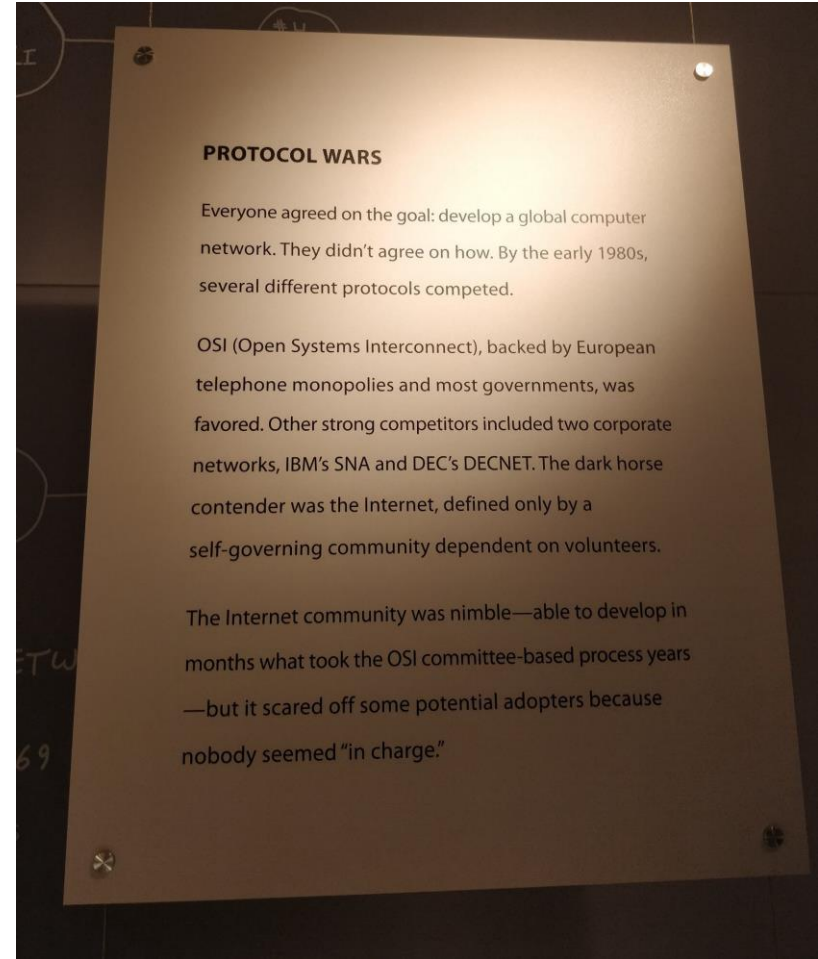 PROTOCOL WARS
Everyone agreed on the goal: develop a global computer
network. They didn't agree on how. By the early 1980s,
several different protocols competed.
OSI (Open Systems Interconnect), backed by European
telephone monopolies and most governments, was
favored. Other strong competitors included two corporate
networks, IBM's SNA and DEC's DECNET. The dark horse
contender was the Internet, defined only by a
self-governing community dependent on volunteers.
The Internet community was nimble—able to develop in
months what took the OSI committee-based process years
—but it scared off some potential adopters because
nobody seemed "in charge."
69